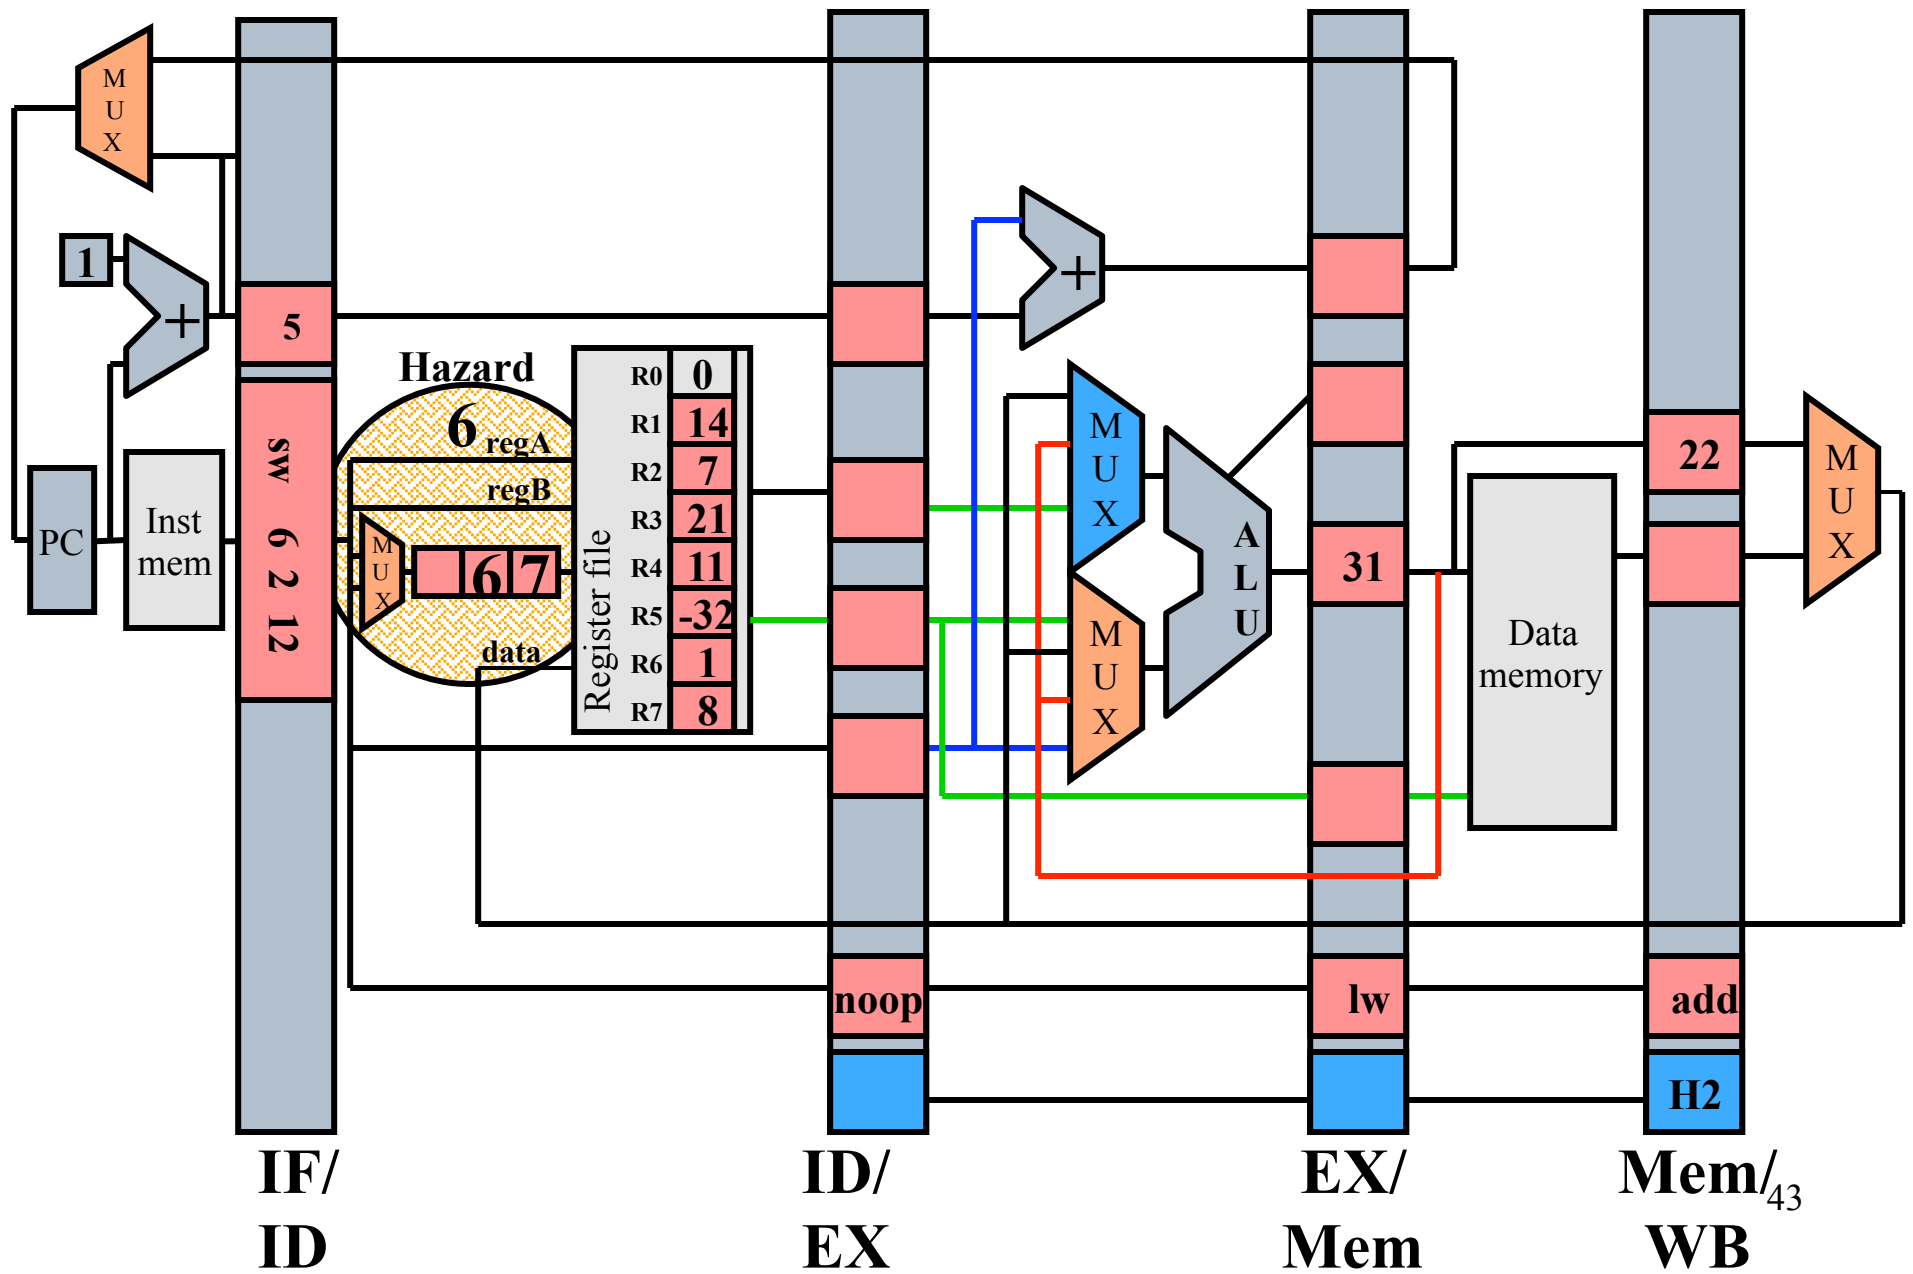 M
U
X
1
+
5
Hazard
6
regA
regB
sw 6 2 12
PC
Inst
mem
M
U
X
6 7
data
Register file
R0 0
R1 14
R2 7
R3 21
R4 11
R5 -32
R6 1
R7 8
+
M
U
X
M
U
X
A
L
U
31
Data
memory
22
M
U
X
noop
lw
add
H2
IF/
ID
ID/
EX
EX/
Mem
Mem/
WB
43